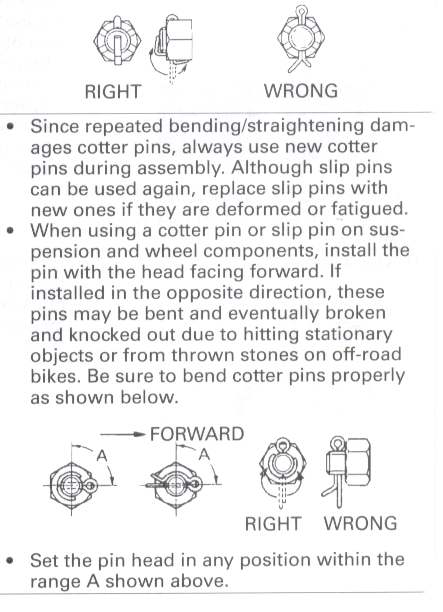 RIGHT WRONG
• Since repeated bending/straightening dam-
ages cotter pins, always use new cotter
pins during assembly. Although slip pins
can be used again, replace slip pins with
new ones if they are deformed or fatigued.
• When using a cotter pin or slip pin on sus-
pension and wheel components, install the
pin with the head facing forward. If
installed in the opposite direction, these
pins may be bent and eventually broken
and knocked out due to hitting stationary
objects or from thrown stones on off-road
bikes. Be sure to bend cotter pins properly
as shown below.
FORWARD
A A
RIGHT WRONG
• Set the pin head in any position within the
range A shown above.